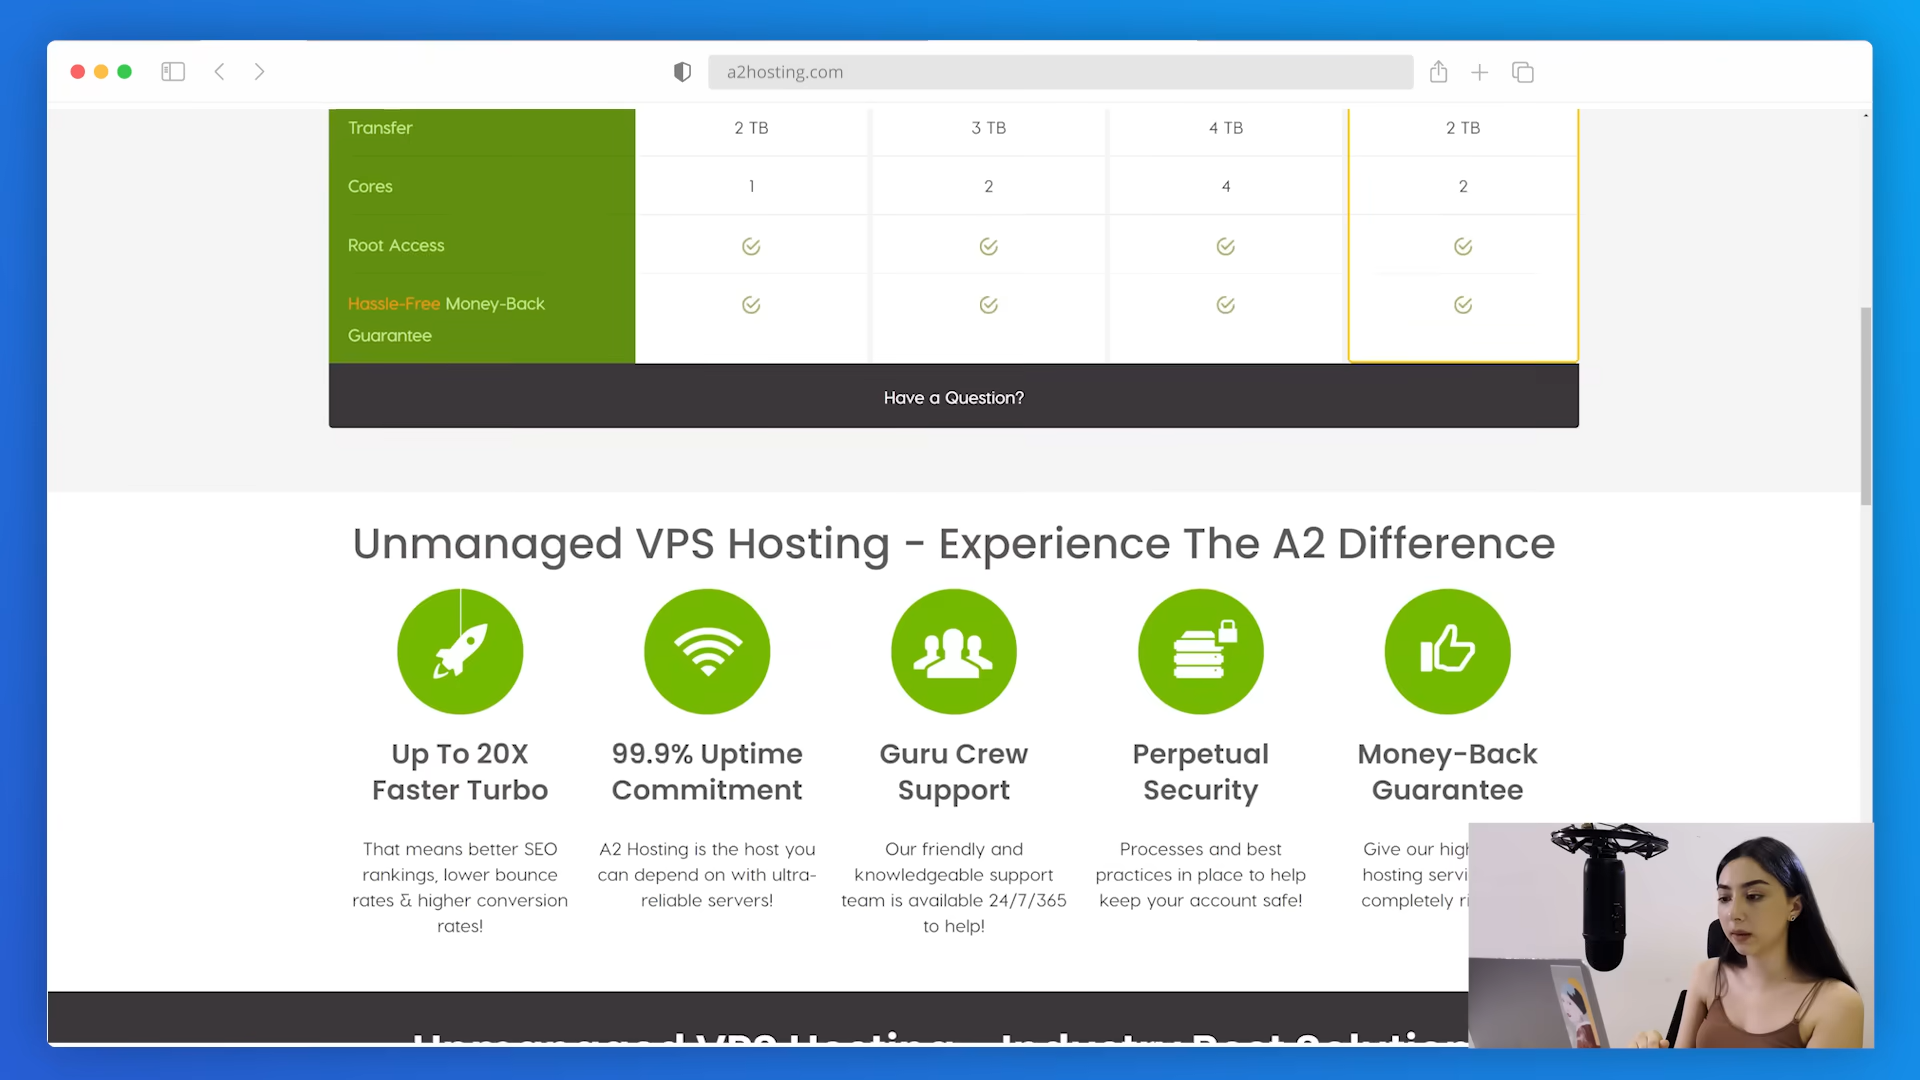 a2hosting.com
Transfer 2 TB 3 TB 4 TB 2 TB
Cores 1 2 4 2
Root Access
Hassle-Free Money-Back
Guarantee
Have a Question?
Unmanaged VPS Hosting - Experience The A2 Difference
Up To 20X
Faster Turbo
That means better SEO
rankings, lower bounce
rates & higher conversion
rates!
99.9% Uptime
Commitment
A2 Hosting is the host you
can depend on with ultra-
reliable servers!
Guru Crew
Support
Our friendly and
knowledgeable support
team is available 24/7/365
to help!
Perpetual
Security
Processes and best
practices in place to help
keep your account safe!
Money-Back
Guarantee
Give our
hosting
completely
Unmanaged VPS Hosting - Industry Best